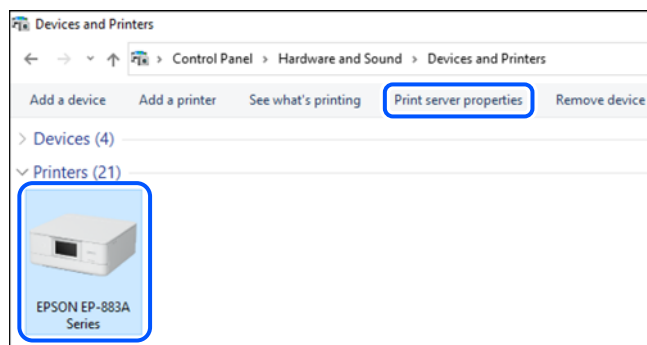 Devices and Printers
Control Panel > Hardware and Sound > Devices and Printers
Add a device Add a printer See what's printing Print server properties Remove device
Devices (4)
Printers (21)
EPSON EP-883A
Series